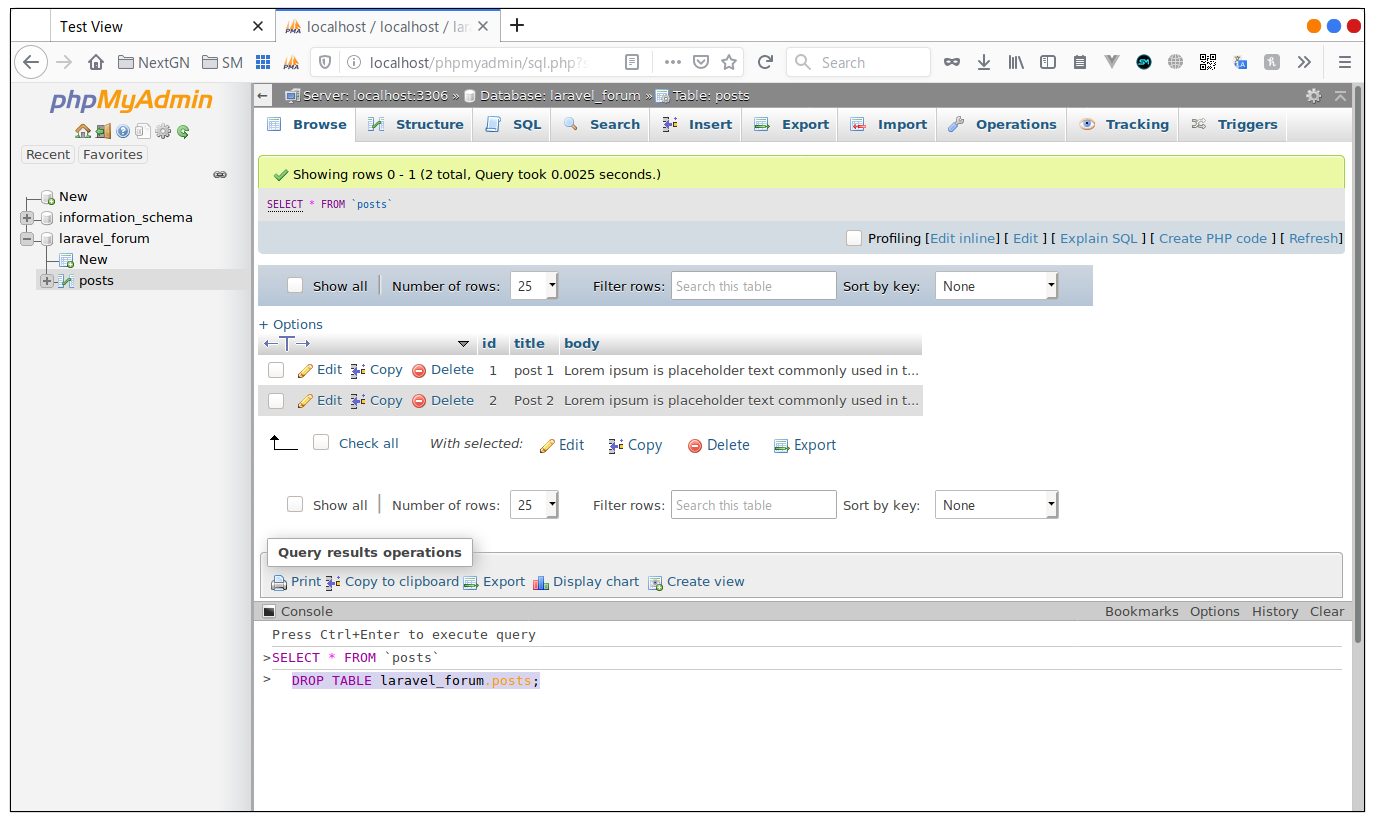 Test View
localhost / localhost / lar
localhost/phpmyadmin/sql.php?
NextGN SM
Search
phpMyAdmin
Recent Favorites
New
information_schema
laravel_forum
New
posts
Server: localhost:3306 » Database: laravel_forum » Table: posts
Browse Structure SQL Search Insert Export Import Operations Tracking Triggers
Showing rows 0 - 1 (2 total, Query took 0.0025 seconds.)
SELECT * FROM `posts`
Profiling [Edit inline] [ Edit ] [ Explain SQL ] [ Create PHP code ] [ Refresh]
Show all Number of rows: 25 Filter rows: Search this table Sort by key: None
+ Options
←T→ id title body
Edit Copy Delete 1 post 1 Lorem ipsum is placeholder text commonly used in t...
Edit Copy Delete 2 Post 2 Lorem ipsum is placeholder text commonly used in t...
Check all With selected: Edit Copy Delete Export
Show all Number of rows: 25 Filter rows: Search this table Sort by key: None
Query results operations
Print Copy to clipboard Export Display chart Create view
Console Bookmarks Options History Clear
Press Ctrl+Enter to execute query
>SELECT * FROM `posts`
> DROP TABLE laravel_forum.posts;